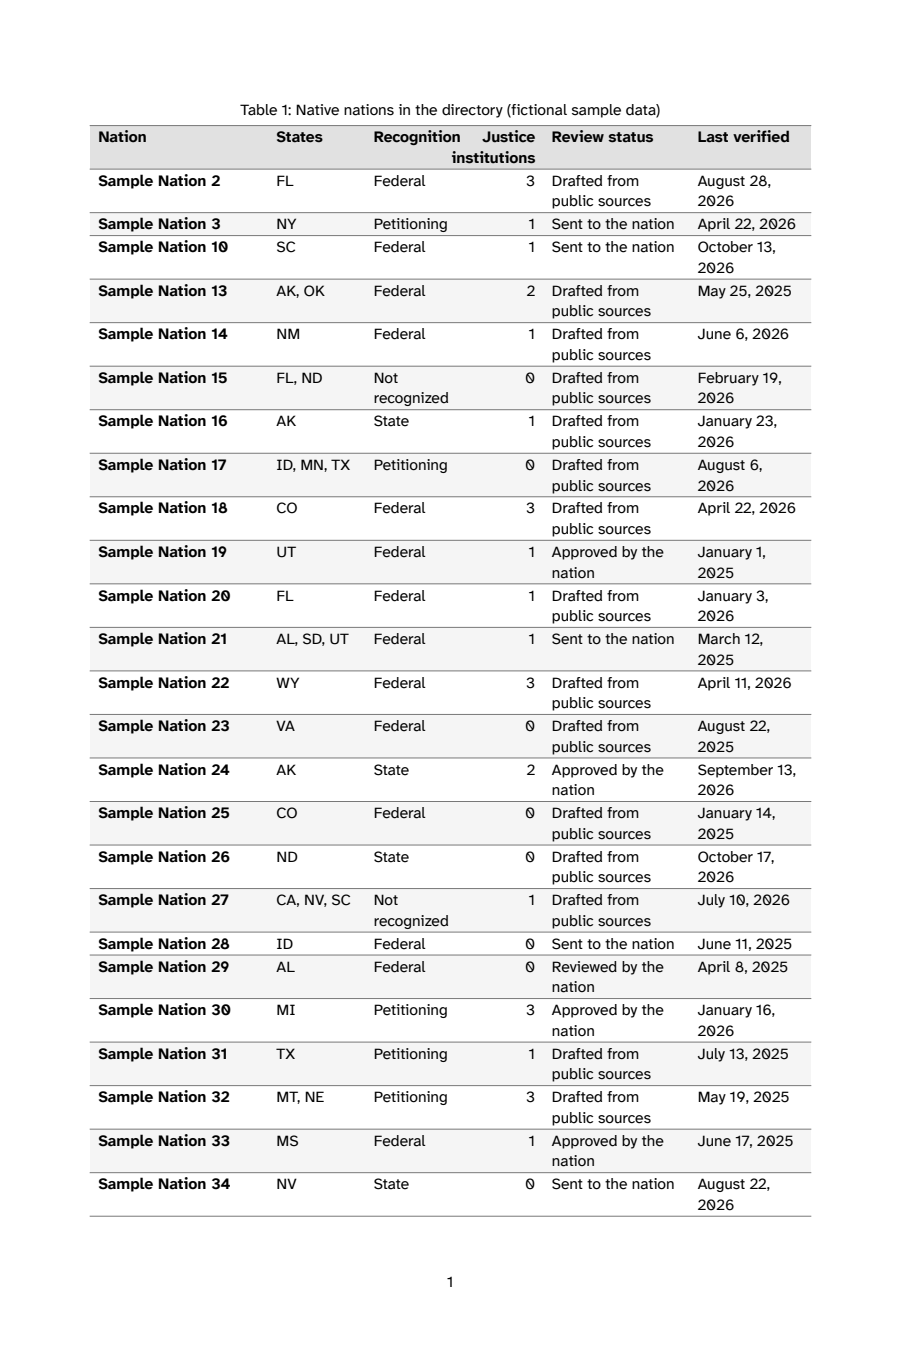 Table 1: Native nations in the directory (fictional sample data)
Nation States Recognition Justice institutions Review status Last verified
Sample Nation 2 FL Federal 3 Drafted from public sources August 28, 2026
Sample Nation 3 NY Petitioning 1 Sent to the nation April 22, 2026
Sample Nation 10 SC Federal 1 Sent to the nation October 13, 2026
Sample Nation 13 AK, OK Federal 2 Drafted from public sources May 25, 2025
Sample Nation 14 NM Federal 1 Drafted from public sources June 6, 2026
Sample Nation 15 FL, ND Not recognized 0 Drafted from public sources February 19, 2026
Sample Nation 16 AK State 1 Drafted from public sources January 23, 2026
Sample Nation 17 ID, MN, TX Petitioning 0 Drafted from public sources August 6, 2026
Sample Nation 18 CO Federal 3 Drafted from public sources April 22, 2026
Sample Nation 19 UT Federal 1 Approved by the nation January 1, 2025
Sample Nation 20 FL Federal 1 Drafted from public sources January 3, 2026
Sample Nation 21 AL, SD, UT Federal 1 Sent to the nation March 12, 2025
Sample Nation 22 WY Federal 3 Drafted from public sources April 11, 2026
Sample Nation 23 VA Federal 0 Drafted from public sources August 22, 2025
Sample Nation 24 AK State 2 Approved by the nation September 13, 2026
Sample Nation 25 CO Federal 0 Drafted from public sources January 14, 2025
Sample Nation 26 ND State 0 Drafted from public sources October 17, 2026
Sample Nation 27 CA, NV, SC Not recognized 1 Drafted from public sources July 10, 2026
Sample Nation 28 ID Federal 0 Sent to the nation June 11, 2025
Sample Nation 29 AL Federal 0 Reviewed by the nation April 8, 2025
Sample Nation 30 MI Petitioning 3 Approved by the nation January 16, 2026
Sample Nation 31 TX Petitioning 1 Drafted from public sources July 13, 2025
Sample Nation 32 MT, NE Petitioning 3 Drafted from public sources May 19, 2025
Sample Nation 33 MS Federal 1 Approved by the nation June 17, 2025
Sample Nation 34 NV State 0 Sent to the nation August 22, 2026
1